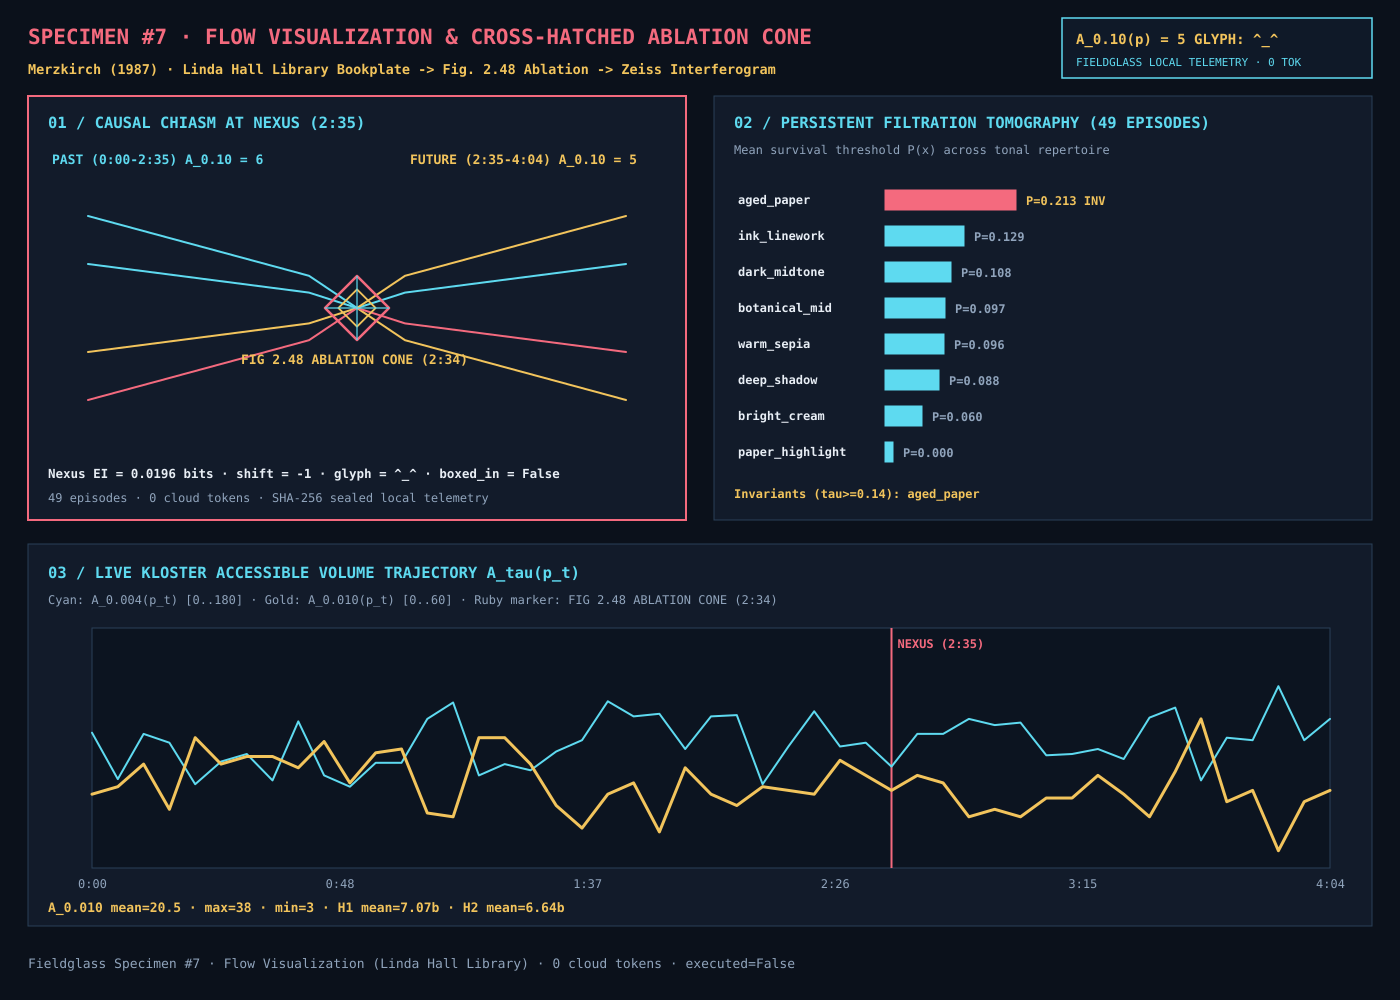 SPECIMEN #7 · FLOW VISUALIZATION & CROSS-HATCHED ABLATION CONE
Merzkirch (1987) · Linda Hall Library Bookplate -> Fig. 2.48 Ablation -> Zeiss Interferogram
A_0.10(p) = 5 GLYPH: ^_^
FIELDGLASS LOCAL TELEMETRY · 0 TOK
01 / CAUSAL CHIASM AT NEXUS (2:35)
PAST (0:00-2:35) A_0.10 = 6
FUTURE (2:35-4:04) A_0.10 = 5
FIG 2.48 ABLATION CONE (2:34)
Nexus EI = 0.0196 bits · shift = -1 · glyph = ^_^ · boxed_in = False
49 episodes · 0 cloud tokens · SHA-256 sealed local telemetry
02 / PERSISTENT FILTRATION TOMOGRAPHY (49 EPISODES)
Mean survival threshold P(x) across tonal repertoire
aged_paper P=0.213 INV
ink_linework P=0.129
dark_midtone P=0.108
botanical_mid P=0.097
warm_sepia P=0.096
deep_shadow P=0.088
bright_cream P=0.060
paper_highlight P=0.000
Invariants (tau>=0.14): aged_paper
03 / LIVE KLOSTER ACCESSIBLE VOLUME TRAJECTORY A_tau(p_t)
Cyan: A_0.004(p_t) [0..180] · Gold: A_0.010(p_t) [0..60] · Ruby marker: FIG 2.48 ABLATION CONE (2:34)
NEXUS (2:35)
0:00 0:48 1:37 2:26 3:15 4:04
A_0.010 mean=20.5 · max=38 · min=3 · H1 mean=7.07b · H2 mean=6.64b
Fieldglass Specimen #7 · Flow Visualization (Linda Hall Library) · 0 cloud tokens · executed=False